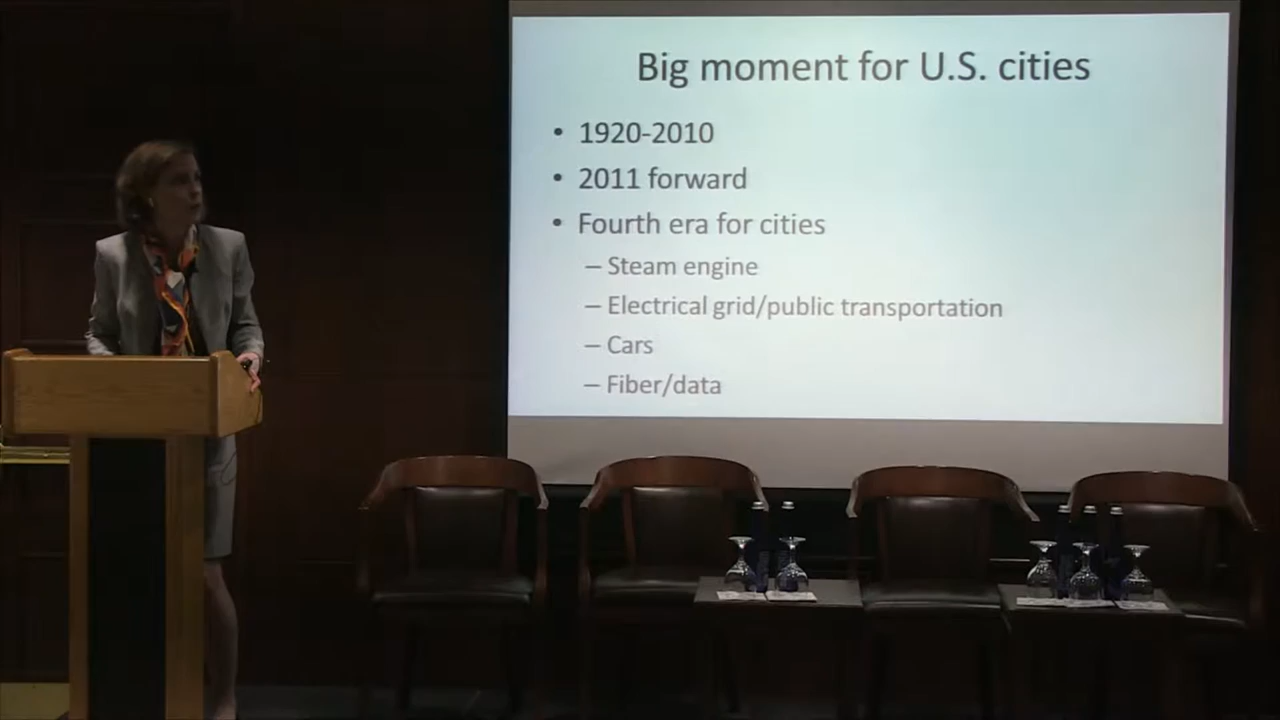 Big moment for U.S. cities
• 1920-2010
• 2011 forward
• Fourth era for cities
– Steam engine
– Electrical grid/public transportation
– Cars
– Fiber/data